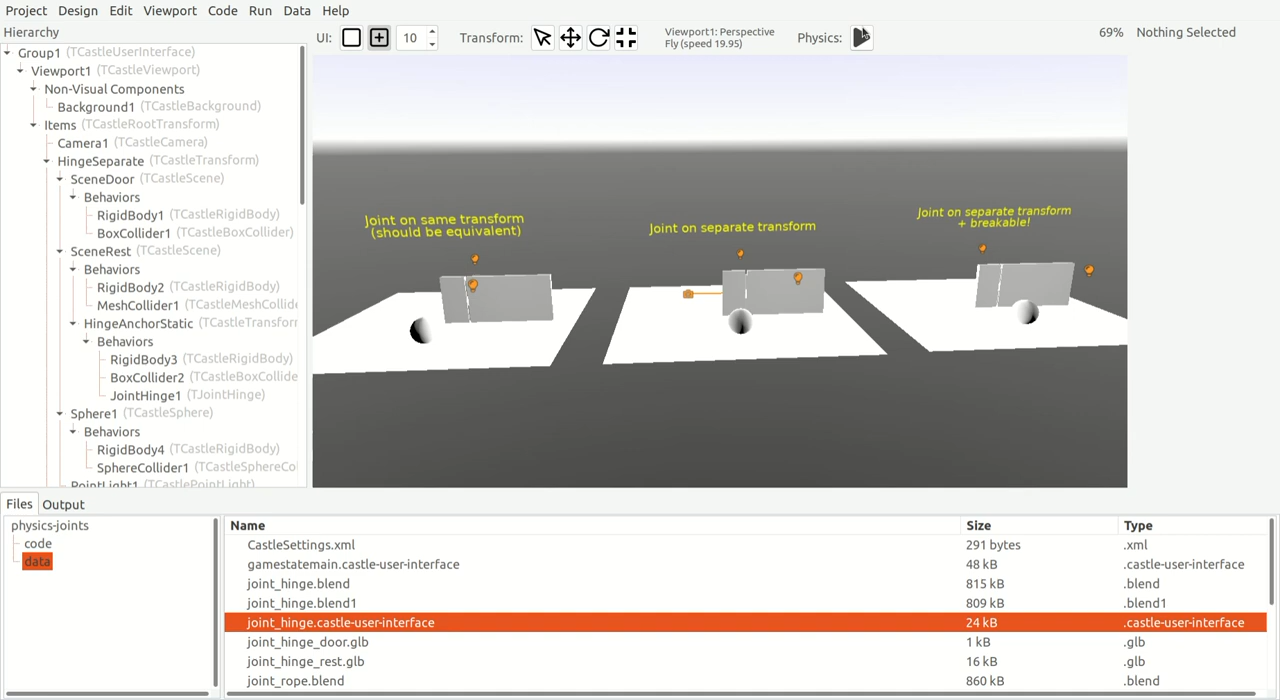 Project Design Edit Viewport Code Run Data Help
Hierarchy
UI: 10 Transform: Viewport1: Perspective
Fly (speed 19.95)
Physics:
69% Nothing Selected
Group1 (TCastleUserInterface)
Viewport1 (TCastleViewport)
Non-Visual Components
Background1 (TCastleBackground)
Items (TCastleRootTransform)
Camera1 (TCastleCamera)
HingeSeparate (TCastleTransform)
SceneDoor (TCastleScene)
Behaviors
RigidBody1 (TCastleRigidBody)
BoxCollider1 (TCastleBoxCollider)
SceneRest (TCastleScene)
Behaviors
RigidBody2 (TCastleRigidBody)
MeshCollider1 (TCastleMeshCollide
HingeAnchorStatic (TCastleTransforr
Behaviors
RigidBody3 (TCastleRigidBody)
BoxCollider2 (TCastleBoxCollide
JointHinge1 (TJointHinge)
Sphere1 (TCastleSphere)
Behaviors
RigidBody4 (TCastleRigidBody)
SphereCollider1 (TCastleSphereCo
PointLight1 (TCastlePointLight)
Joint on same transform
(should be equivalent)
Joint on separate transform
Joint on separate transform
+ breakable!
Files Output
physics-joints
code
data
Name Size Type
CastleSettings.xml 291 bytes .xml
gamestatemain.castle-user-interface 48 kB .castle-user-interface
joint_hinge.blend 815 kB .blend
joint_hinge.blend1 809 kB .blend1
joint_hinge.castle-user-interface 24 kB .castle-user-interface
joint_hinge_door.glb 1 kB .glb
joint_hinge_rest.glb 16 kB .glb
joint_rope.blend 860 kB .blend